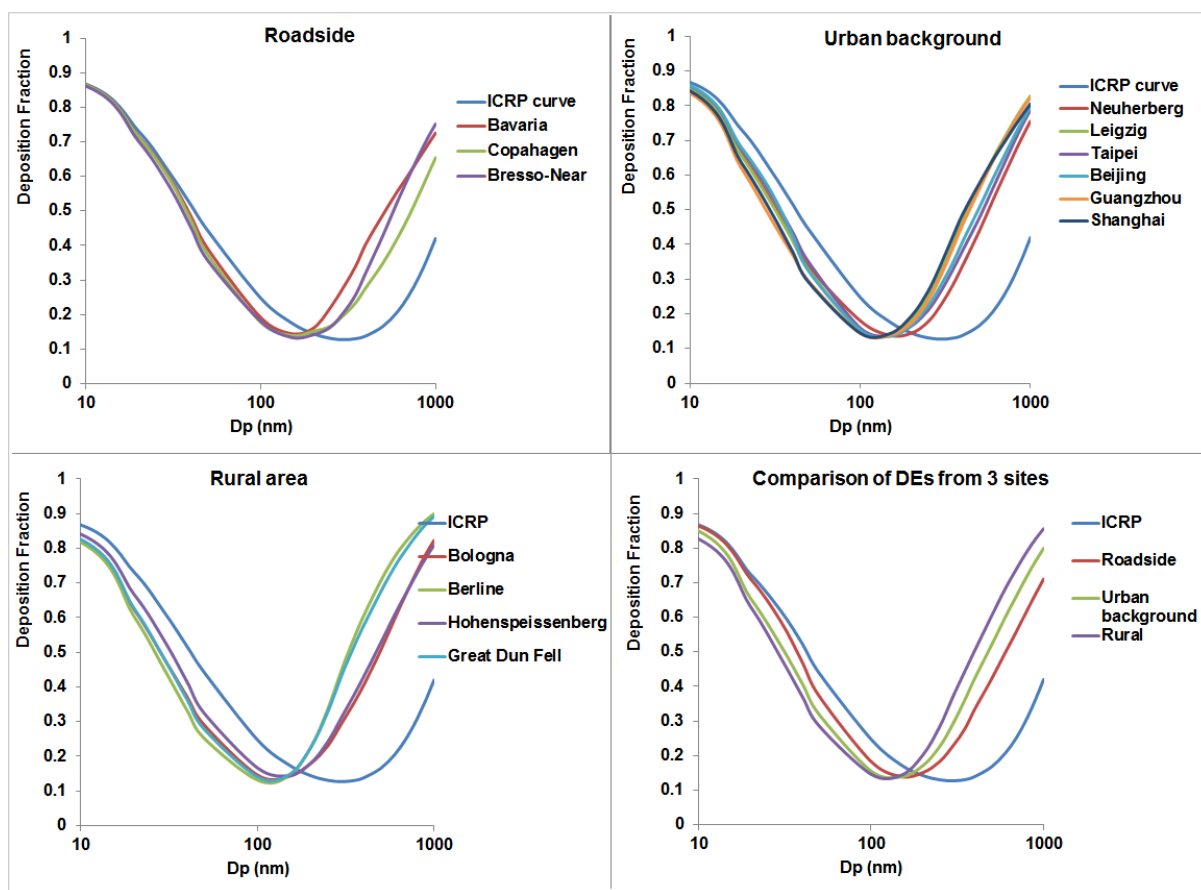 Roadside
Deposition Fraction
1
0.9
0.8
0.7
0.6
0.5
0.4
0.3
0.2
0.1
0
10
100
1000
Dp (nm)
ICRP curve
Bavaria
Copahagen
Bresso-Near
Urban background
Deposition Fraction
1
0.9
0.8
0.7
0.6
0.5
0.4
0.3
0.2
0.1
0
10
100
1000
Dp (nm)
ICRP curve
Neuherberg
Leigzig
Taipei
Beijing
Guangzhou
Shanghai
Rural area
Deposition Fraction
1
0.9
0.8
0.7
0.6
0.5
0.4
0.3
0.2
0.1
0
10
100
1000
Dp (nm)
ICRP
Bologna
Berline
Hohenspeissenberg
Great Dun Fell
Comparison of DEs from 3 sites
Deposition Fraction
1
0.9
0.8
0.7
0.6
0.5
0.4
0.3
0.2
0.1
0
10
100
1000
Dp (nm)
ICRP
Roadside
Urban
background
Rural